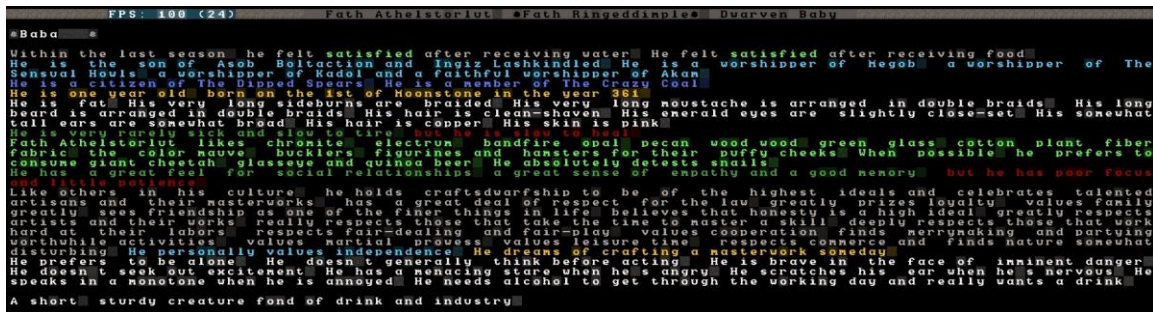 FPS: 100 (24) Fath Athelstorlut ☻Fath Ringeddimple☻ Dwarven Baby
☻Baba ☻
Within the last season he felt satisfied after receiving water He felt satisfied after receiving food
He is the son of Asob Boltaction and Ingiz Lashkindled He is a worshipper of Megob a worshipper of The
Sensual Howls a worshipper of Kadol and a faithful worshipper of Akam
He is a citizen of The Dipped Spears He is a member of The Crazy Coal
He is one year old born on the 1st of Moonstone in the year 361
He is fat His very long sideburns are braided His very long moustache is arranged in double braids His long
beard is arranged in double braids His hair is clean-shaven His emerald eyes are slightly close-set His somewhat
tall ears are somewhat broad His hair is copper His skin is pink
He is very rarely sick and slow to tire but he is slow to heal
Fath Athelstorlut likes chromite electrum bandfire opal pecan wood wood green glass cotton plant fiber
fabric the color mauve bucklers figurines and hamsters for their puffy cheeks When possible he prefers to
consume giant cheetah glasseye and quinoa beer He absolutely detests snails
He has a great feel for social relationships a great sense of empathy and a good memory but he has poor focus
and little patience
Like others in his culture he holds craftsdwarfship to be of the highest ideals and celebrates talented
artisans and their masterworks has a great deal of respect for the law greatly prizes loyalty values family
greatly sees friendship as one of the finer things in life believes that honesty is a high ideal greatly respects
artists and their works really respects those that take the time to master a skill deeply respects those that work
hard at their labors respects fair-dealing and fair-play values cooperation finds merrymaking and partying
worthwhile activities values martial prowess values leisure time respects commerce and finds nature somewhat
disturbing He personally values independence He dreams of crafting a masterwork someday
He prefers to be alone He doesn't generally think before acting He is brave in the face of imminent danger
He doesn't seek out excitement He has a menacing stare when he's angry He scratches his ear when he's nervous He
speaks in a monotone when he is annoyed He needs alcohol to get through the working day and really wants a drink
A short sturdy creature fond of drink and industry